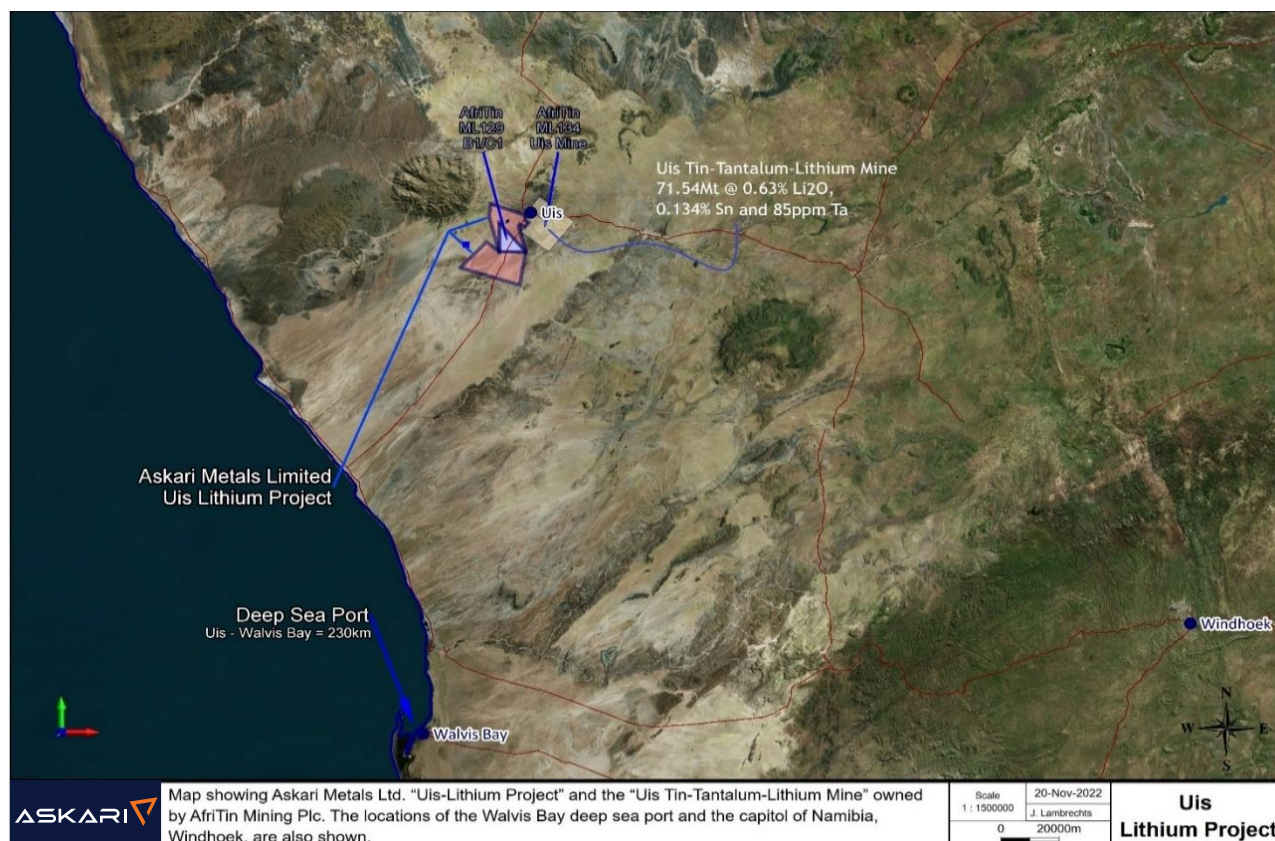 AfriTin
ML129
B1/C1
AfriTin
ML134
Uis Mine
Uis Tin-Tantalum-Lithium Mine
71.54Mt @ 0.63% Li2O,
0.134% Sn and 85ppm Ta
Uis
Askari Metals Limited
Uis Lithium Project
Deep Sea Port
Uis - Walvis Bay = 230km
Windhoek
Walvis Bay
N
W E
S
ASKARI
Map showing Askari Metals Ltd. “Uis-Lithium Project” and the “Uis Tin-Tantalum-Lithium Mine” owned
by AfriTin Mining Plc. The locations of the Walvis Bay deep sea port and the capitol of Namibia,
Windhoek, are also shown.
Scale
1 : 1500000
20-Nov-2022
J. Lambrechts
0 20000m
Uis
Lithium Project